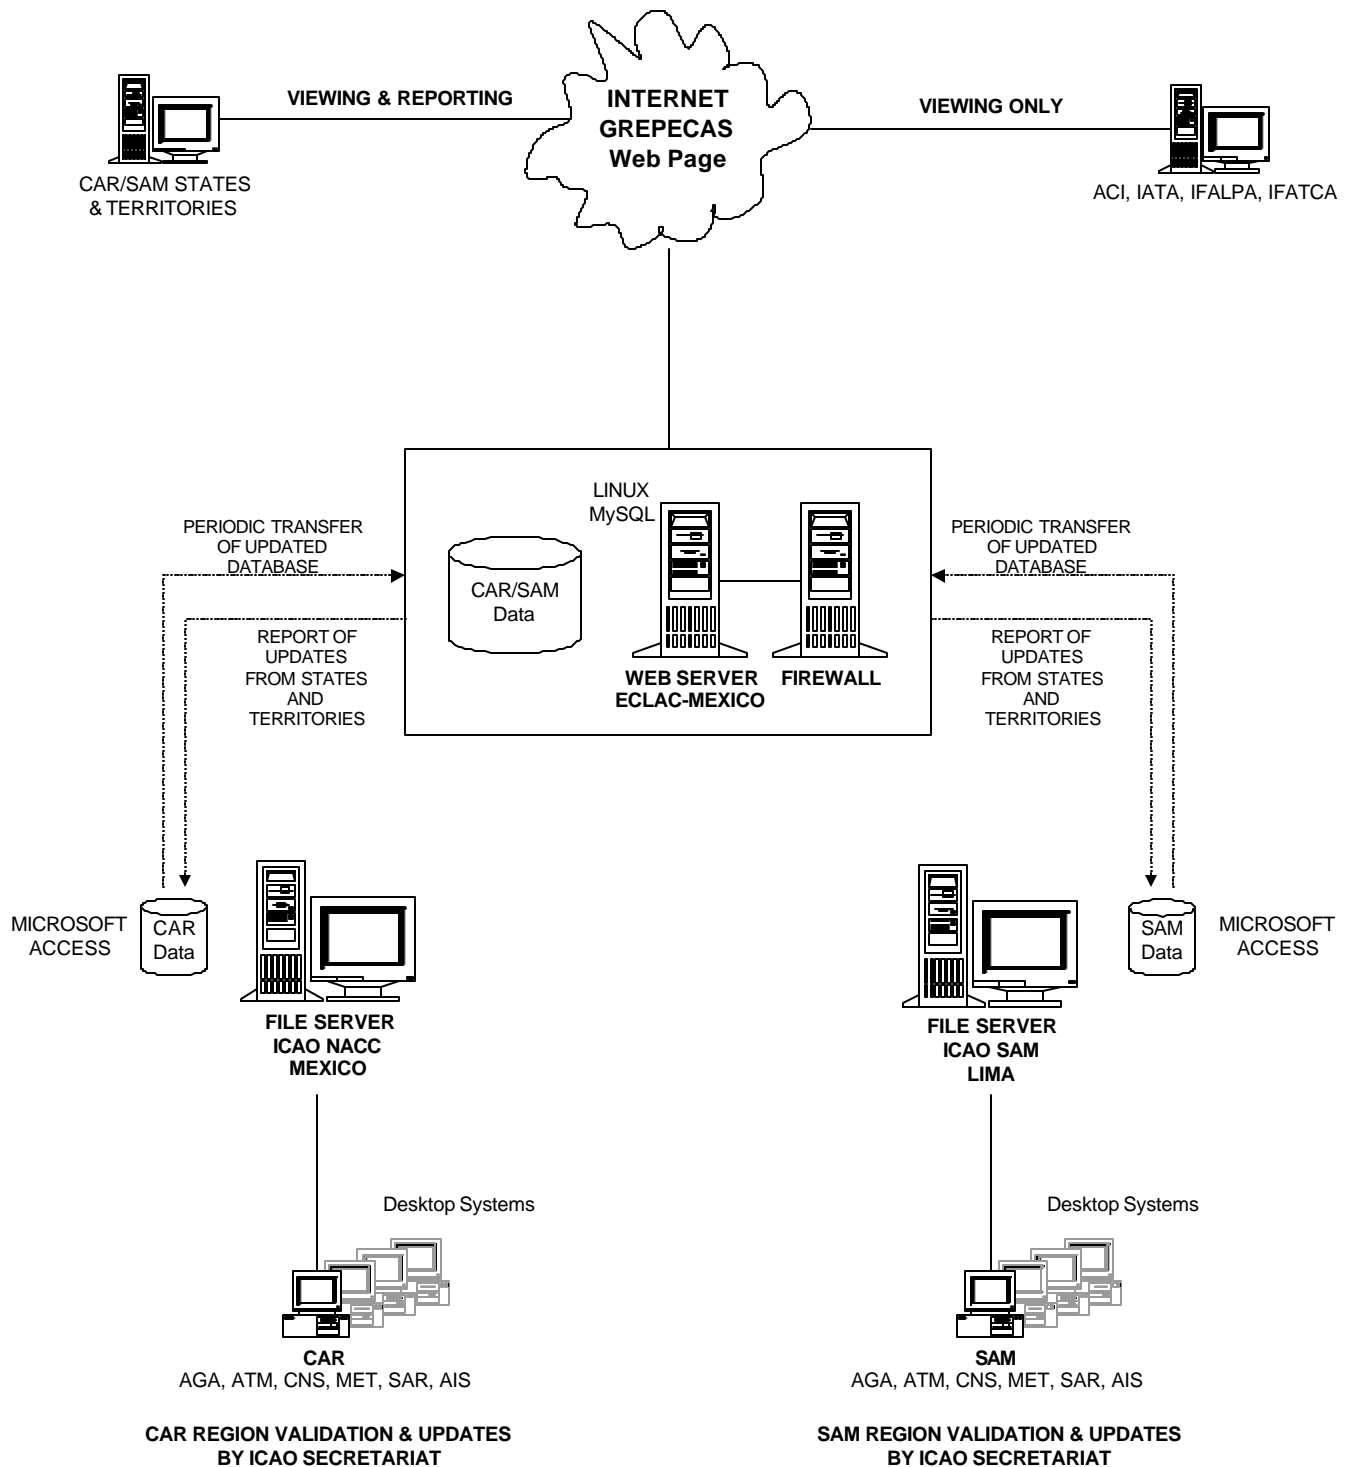 VIEWING & REPORTING
INTERNET
GREPECAS
Web Page
VIEWING ONLY
CAR/SAM STATES
& TERRITORIES
ACI, IATA, IFALPA, IFATCA
PERIODIC TRANSFER
OF UPDATED
DATABASE
LINUX
MySQL
PERIODIC TRANSFER
OF UPDATED
DATABASE
CAR/SAM
Data
REPORT OF
UPDATES
FROM STATES
AND
TERRITORIES
WEB SERVER
ECLAC-MEXICO
FIREWALL
REPORT OF
UPDATES
FROM STATES
AND
TERRITORIES
MICROSOFT
ACCESS
CAR
Data
SAM
Data
MICROSOFT
ACCESS
FILE SERVER
ICAO NACC
MEXICO
FILE SERVER
ICAO SAM
LIMA
Desktop Systems
Desktop Systems
CAR
AGA, ATM, CNS, MET, SAR, AIS
SAM
AGA, ATM, CNS, MET, SAR, AIS
CAR REGION VALIDATION & UPDATES
BY ICAO SECRETARIAT
SAM REGION VALIDATION & UPDATES
BY ICAO SECRETARIAT